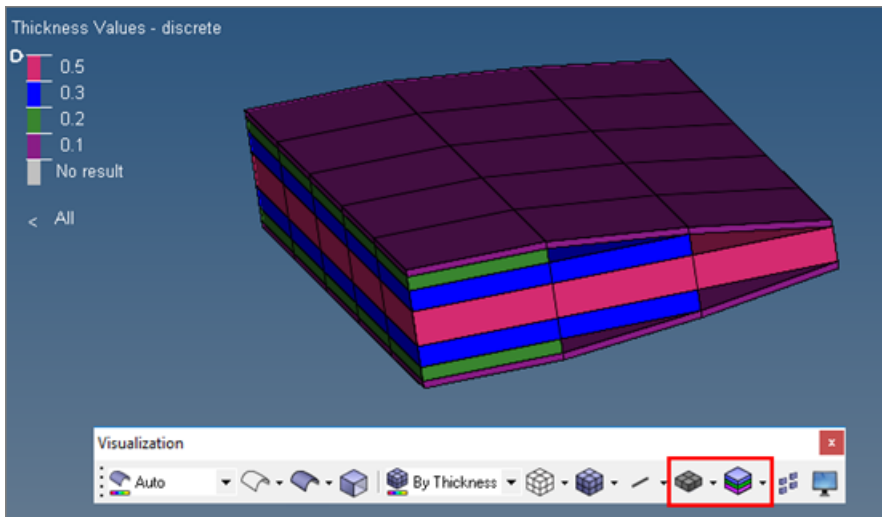 Thickness Values - discrete
D
0.5
0.3
0.2
0.1
No result
< All
Visualization
x
Auto
By Thickness